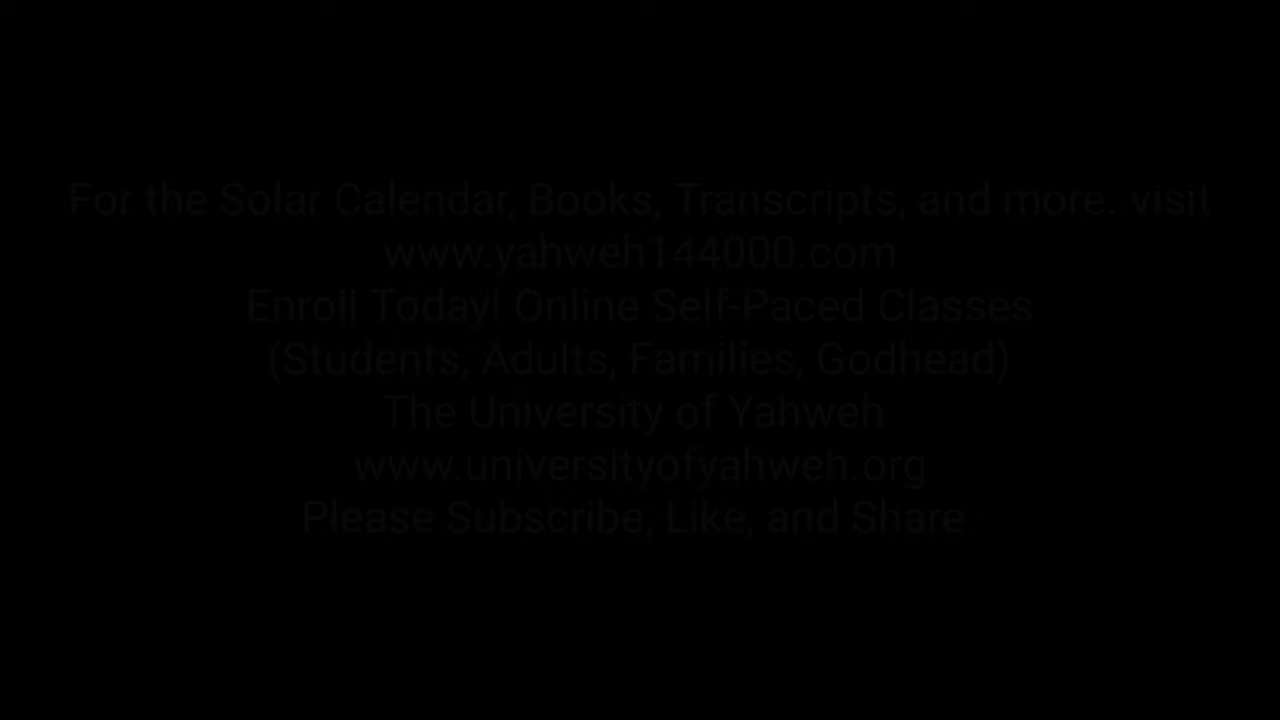 For the Solar Calendar, Books, Transcripts, and more. visit
www.yahweh144000.com
Enroll Today! Online Self-Paced Classes
(Students, Adults, Families, Godhead)
The University of Yahweh
www.universityofyahweh.org
Please Subscribe, Like, and Share.